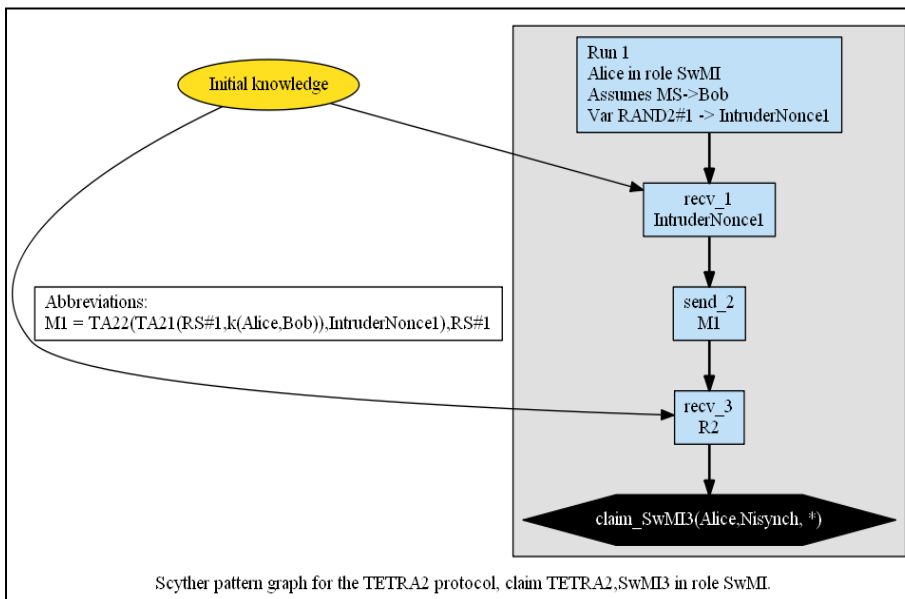 Run 1
Alice in role SwMI
Assumes MS->Bob
Var RAND2#1 -> IntruderNonce1
Initial knowledge
recv_1
IntruderNonce1
Abbreviations:
M1 = TA22(TA21(RS#1,k(Alice,Bob)),IntruderNonce1),RS#1
send_2
M1
recv_3
R2
claim_SwMI3(Alice,Nisynch, *)
Scyther pattern graph for the TETRA2 protocol, claim TETRA2,SwMI3 in role SwMI.